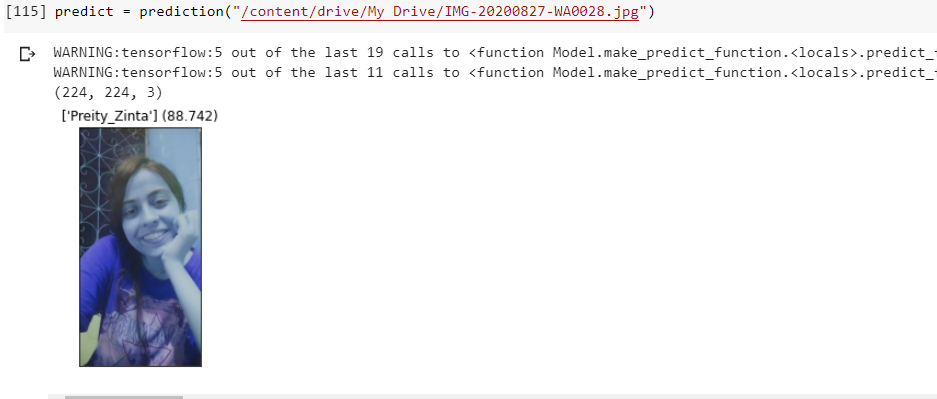 [115] predict = prediction("/content/drive/My Drive/IMG-20200827-WA0028.jpg")
WARNING:tensorflow:5 out of the last 19 calls to <function Model.make_predict_function.<locals>.predict_
WARNING:tensorflow:5 out of the last 11 calls to <function Model.make_predict_function.<locals>.predict_
(224, 224, 3)
['Preity_Zinta'] (88.742)